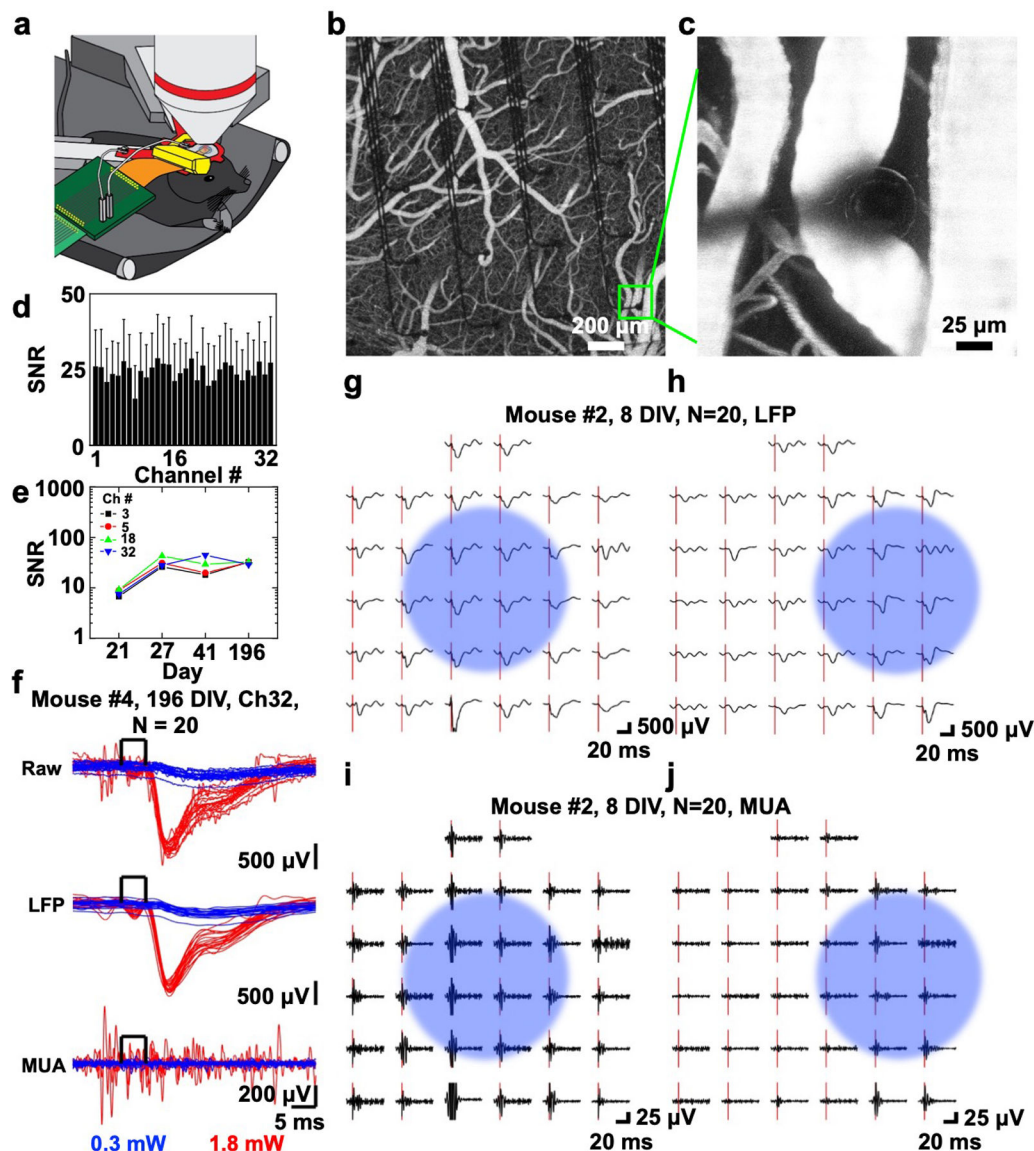 a
b
c
200 µm
25 µm
d
50
25
0
SNR
1
16
32
Channel #
e
1000
100
10
1
SNR
Ch #
3
5
18
32
21
27
41
196
Day
f
Mouse #4, 196 DIV, Ch32,
N = 20
Raw
500 µV
LFP
500 µV
MUA
200 µV
5 ms
0.3 mW
1.8 mW
g
h
Mouse #2, 8 DIV, N=20, LFP
500 µV
20 ms
500 µV
20 ms
i
j
Mouse #2, 8 DIV, N=20, MUA
25 µV
20 ms
25 µV
20 ms